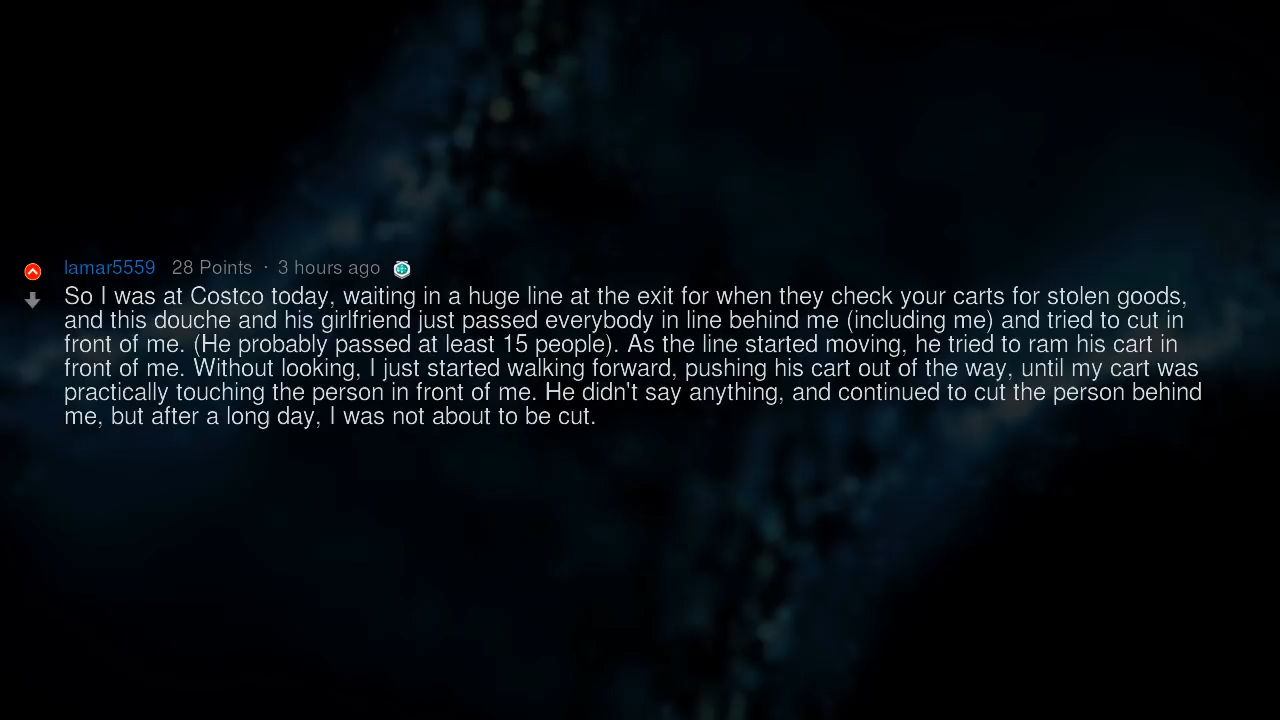 lamar5559 28 Points · 3 hours ago
So I was at Costco today, waiting in a huge line at the exit for when they check your carts for stolen goods,
and this douche and his girlfriend just passed everybody in line behind me (including me) and tried to cut in
front of me. (He probably passed at least 15 people). As the line started moving, he tried to ram his cart in
front of me. Without looking, I just started walking forward, pushing his cart out of the way, until my cart was
practically touching the person in front of me. He didn't say anything, and continued to cut the person behind
me, but after a long day, I was not about to be cut.